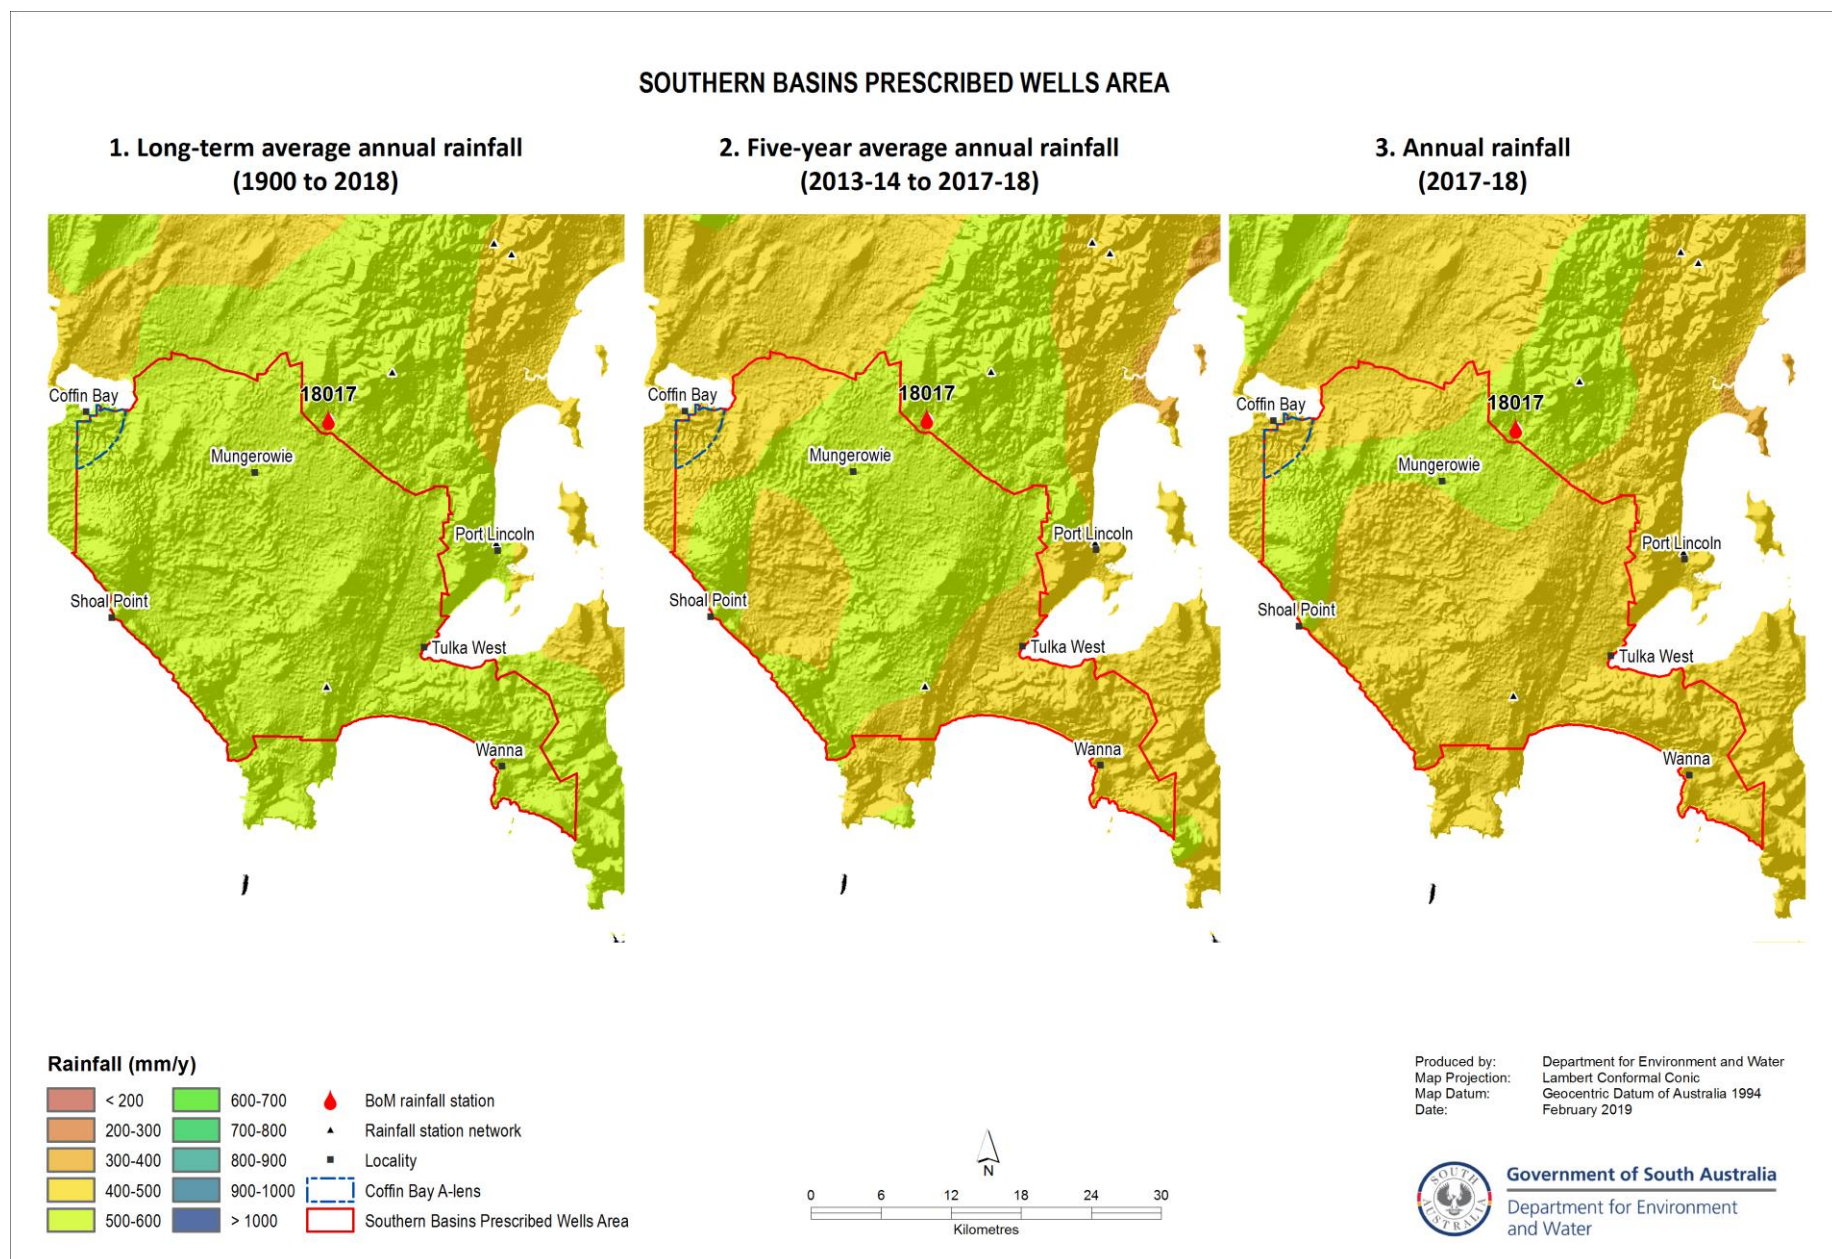 SOUTHERN BASINS PRESCRIBED WELLS AREA
1. Long-term average annual rainfall
(1900 to 2018)
2. Five-year average annual rainfall
(2013-14 to 2017-18)
3. Annual rainfall
(2017-18)
18017
Coffin Bay
Mungerowie
Port Lincoln
Shoal Point
Tulka West
Wanna
18017
Coffin Bay
Mungerowie
Port Lincoln
Shoal Point
Tulka West
Wanna
18017
Coffin Bay
Mungerowie
Port Lincoln
Shoal Point
Tulka West
Wanna
Rainfall (mm/y)
< 200
200-300
300-400
400-500
500-600
600-700
700-800
800-900
900-1000
> 1000
BoM rainfall station
Rainfall station network
Locality
Coffin Bay A-lens
Southern Basins Prescribed Wells Area
N
0 6 12 18 24 30
Kilometres
Produced by: Department for Environment and Water
Map Projection: Lambert Conformal Conic
Map Datum: Geocentric Datum of Australia 1994
Date: February 2019
SOUTH AUSTRALIA
Government of South Australia
Department for Environment
and Water